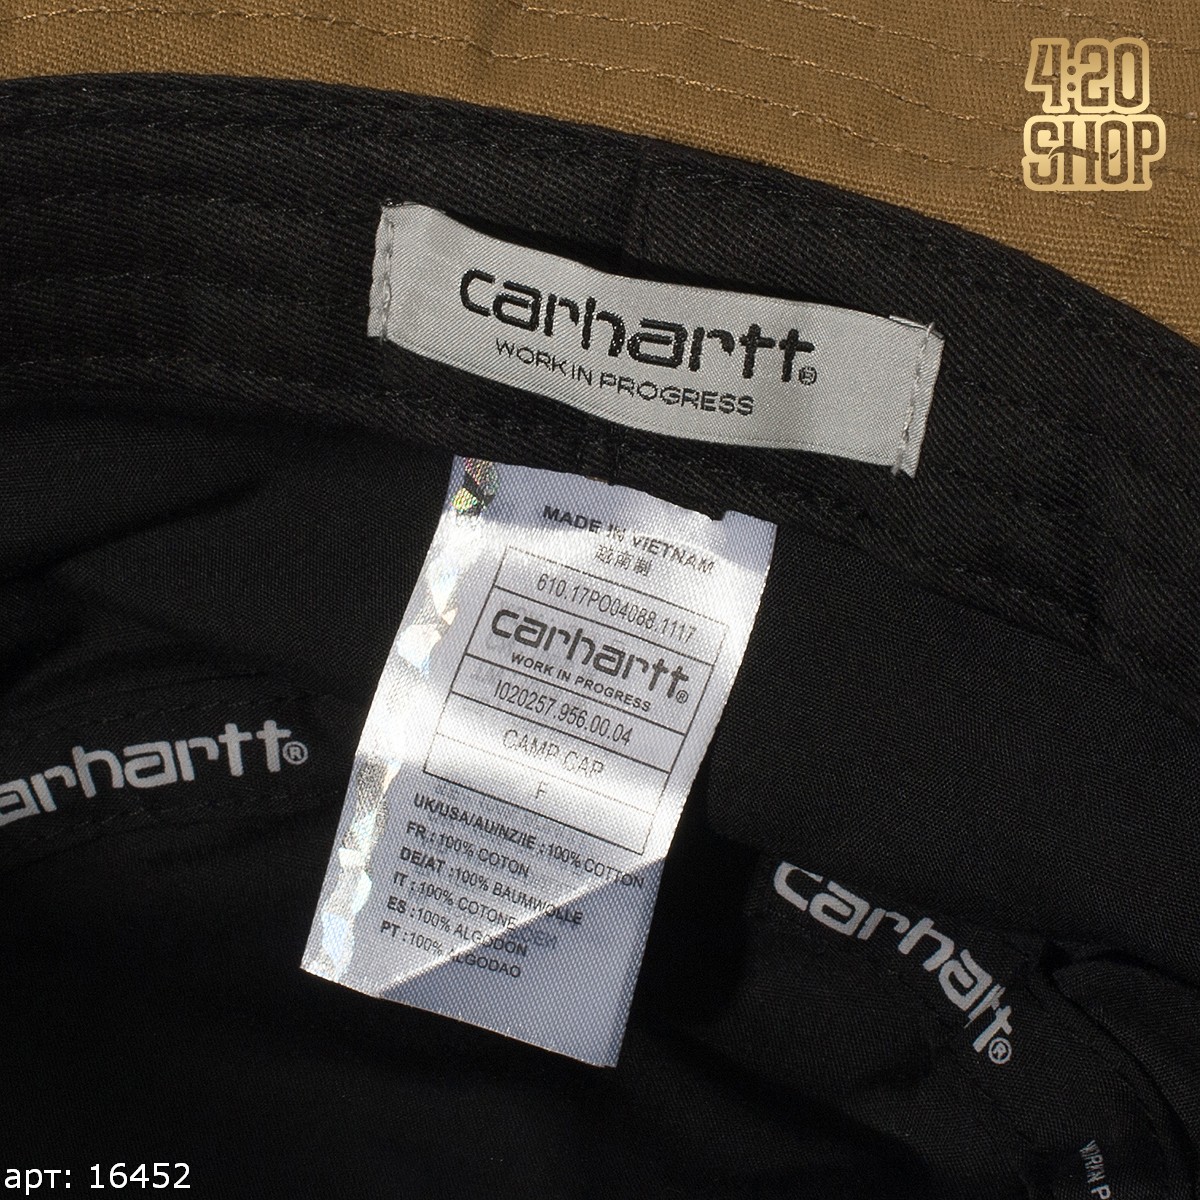 4:20
SHOP
carhartt®
WORK IN PROGRESS
MADE IN VIETNAM
越南制
610.17PO04088.1117
carhartt®
WORK IN PROGRESS
I020257.956.00.04
CAMP CAP
F
UK/USA/AU/NZ/IE : 100% COTTON
FR : 100% COTON
DE/AT :100% BAUMWOLLE
IT : 100% COTONE
ES : 100% ALGODON
PT :100% ALGODAO
arhartt®
carhartt®
арт: 16452